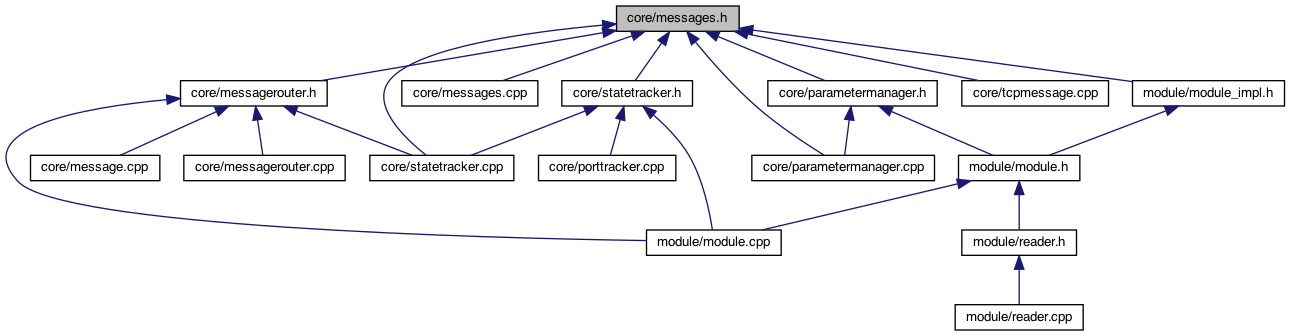 core/messages.h
core/messagerouter.h
core/messages.cpp
core/statetracker.h
core/parametermanager.h
core/tcpmessage.cpp
module/module_impl.h
core/message.cpp
core/messagerouter.cpp
core/statetracker.cpp
core/porttracker.cpp
core/parametermanager.cpp
module/module.h
module/module.cpp
module/reader.h
module/reader.cpp